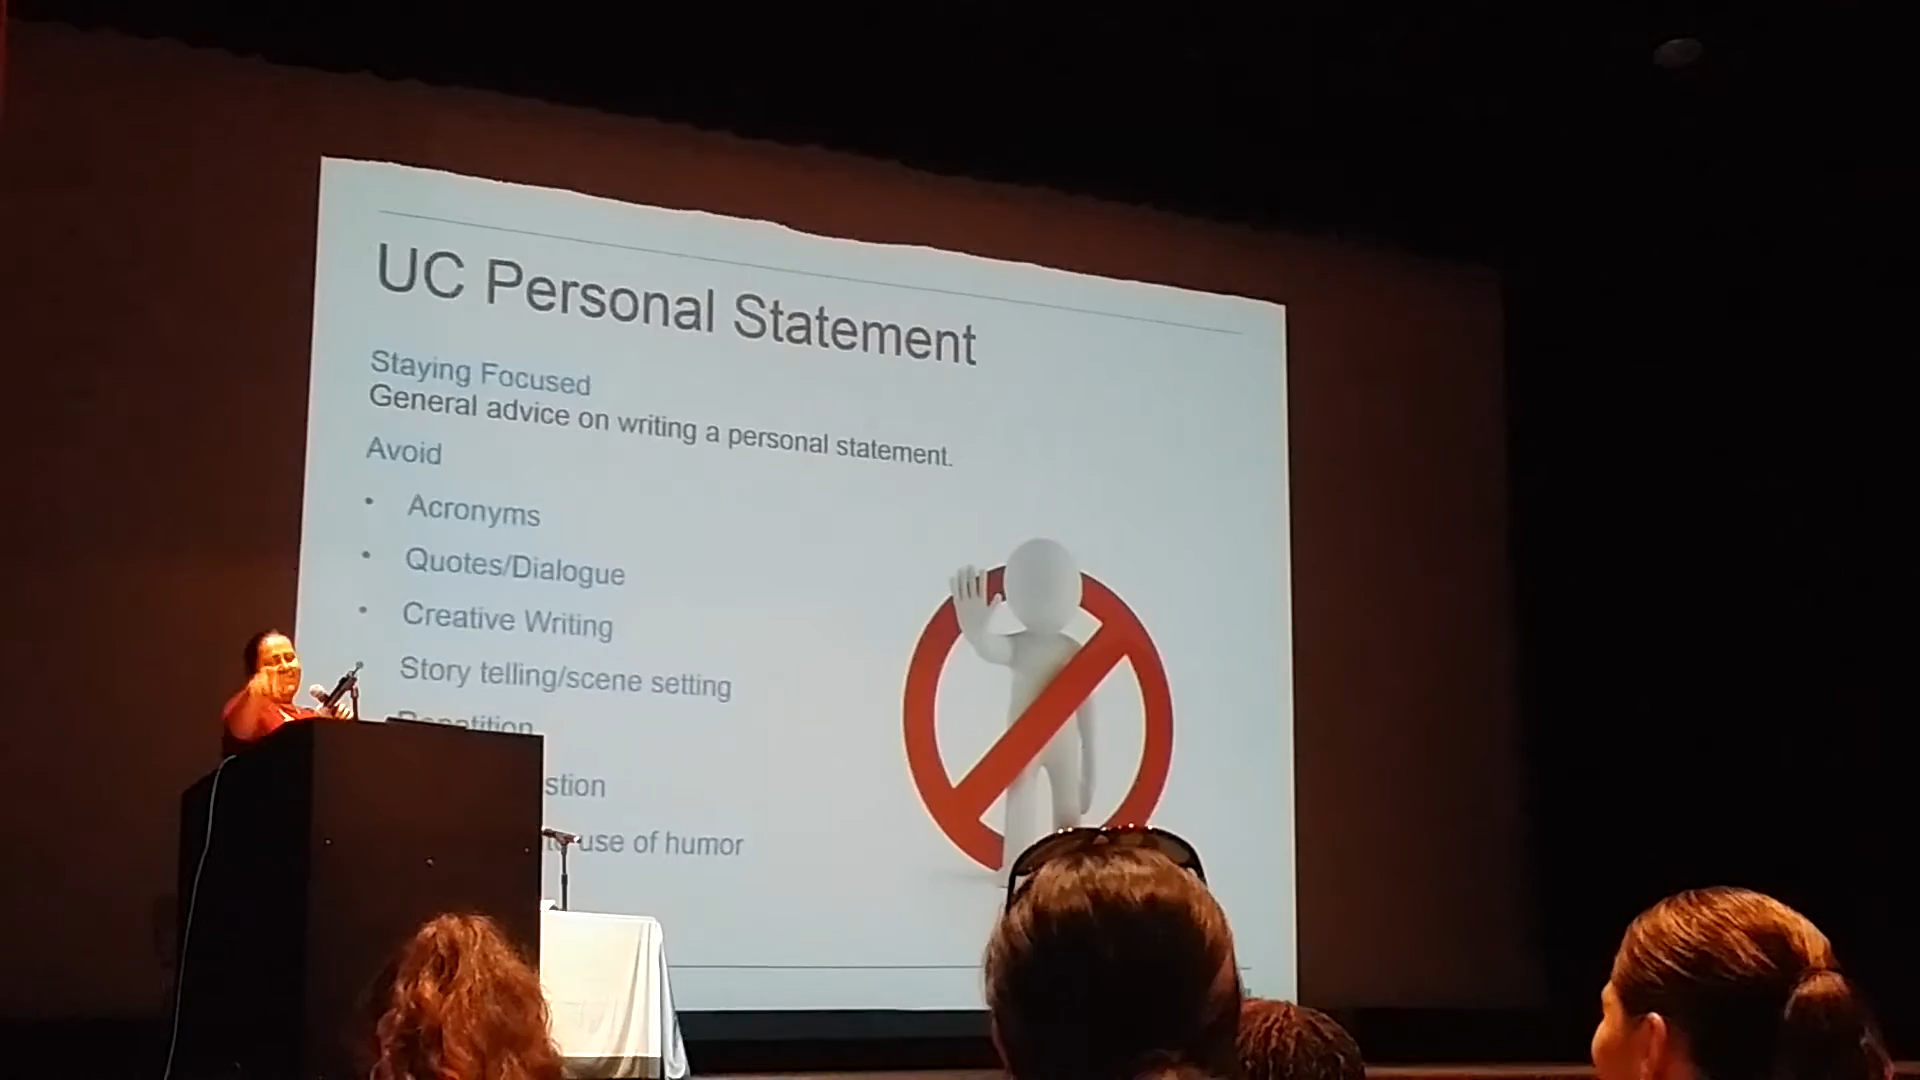 UC Personal Statement
Staying Focused
General advice on writing a personal statement.
Avoid
• Acronyms
• Quotes/Dialogue
• Creative Writing
Story telling/scene setting
Repetition
use of humor